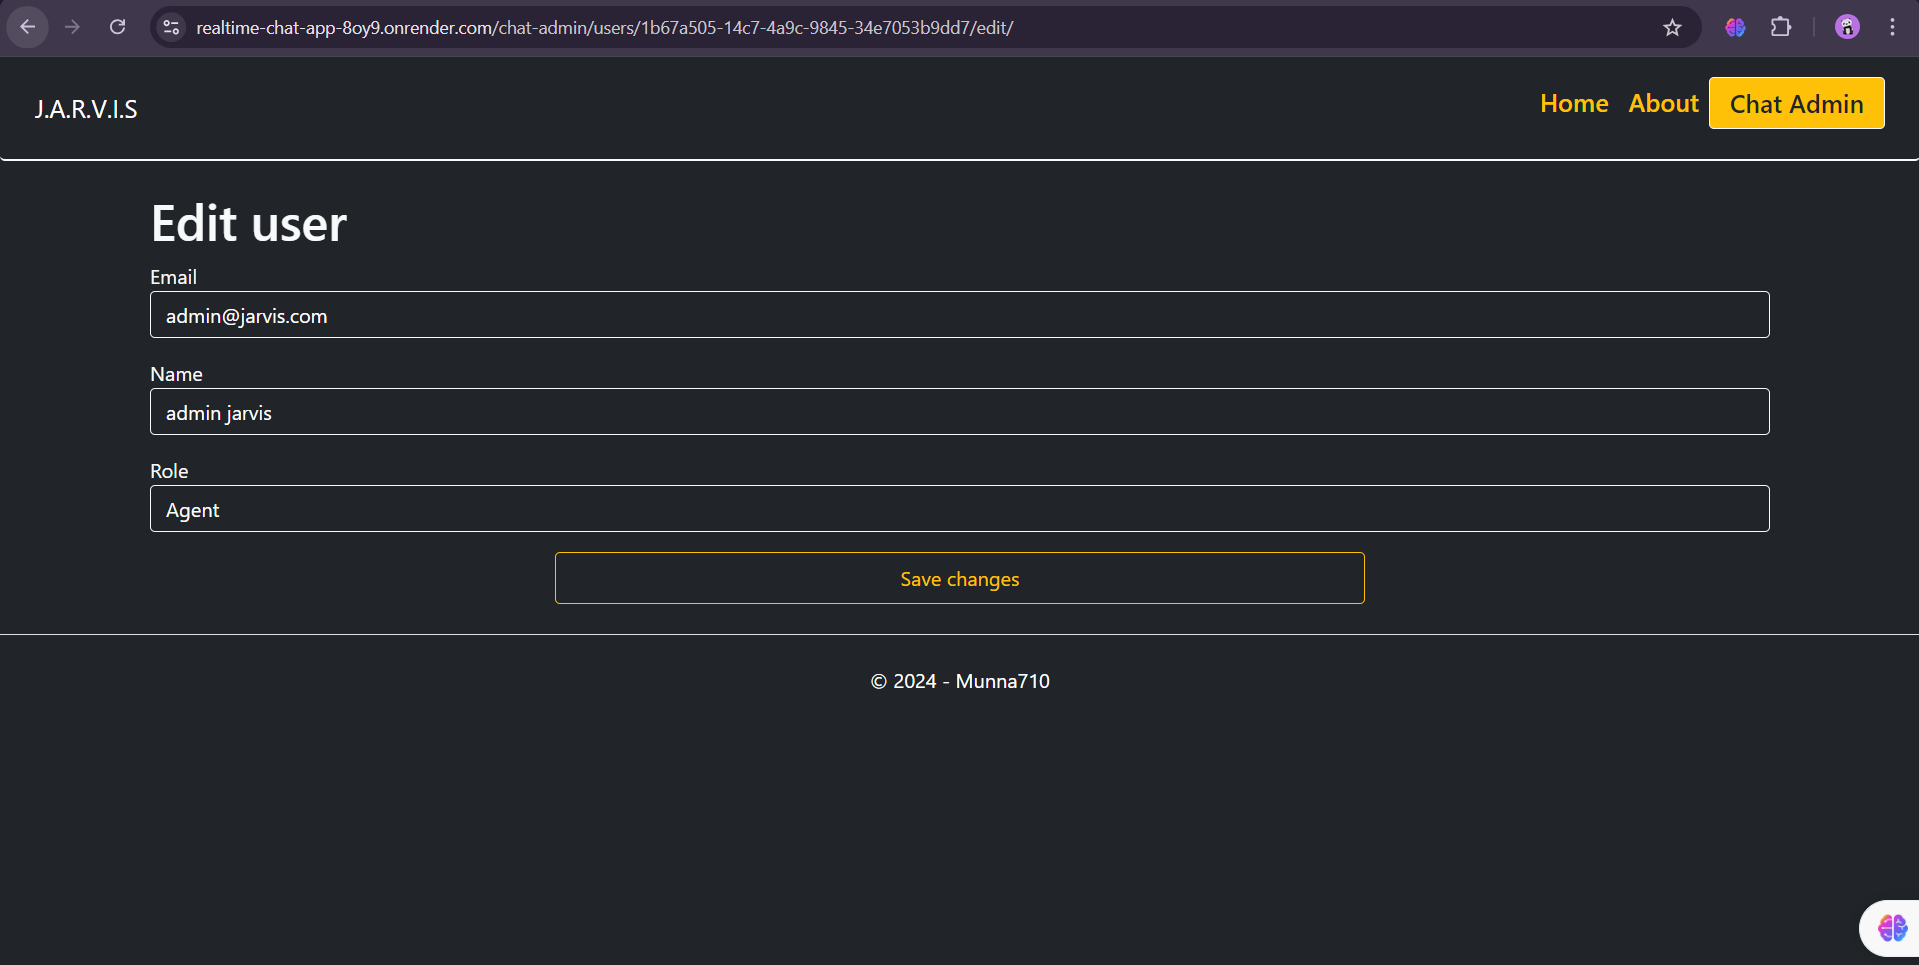 realtime-chat-app-8oy9.onrender.com/chat-admin/users/1b67a505-14c7-4a9c-9845-34e7053b9dd7/edit/
J.A.R.V.I.S
Home About Chat Admin
Edit user
Email
admin@jarvis.com
Name
admin jarvis
Role
Agent
Save changes
© 2024 - Munna710